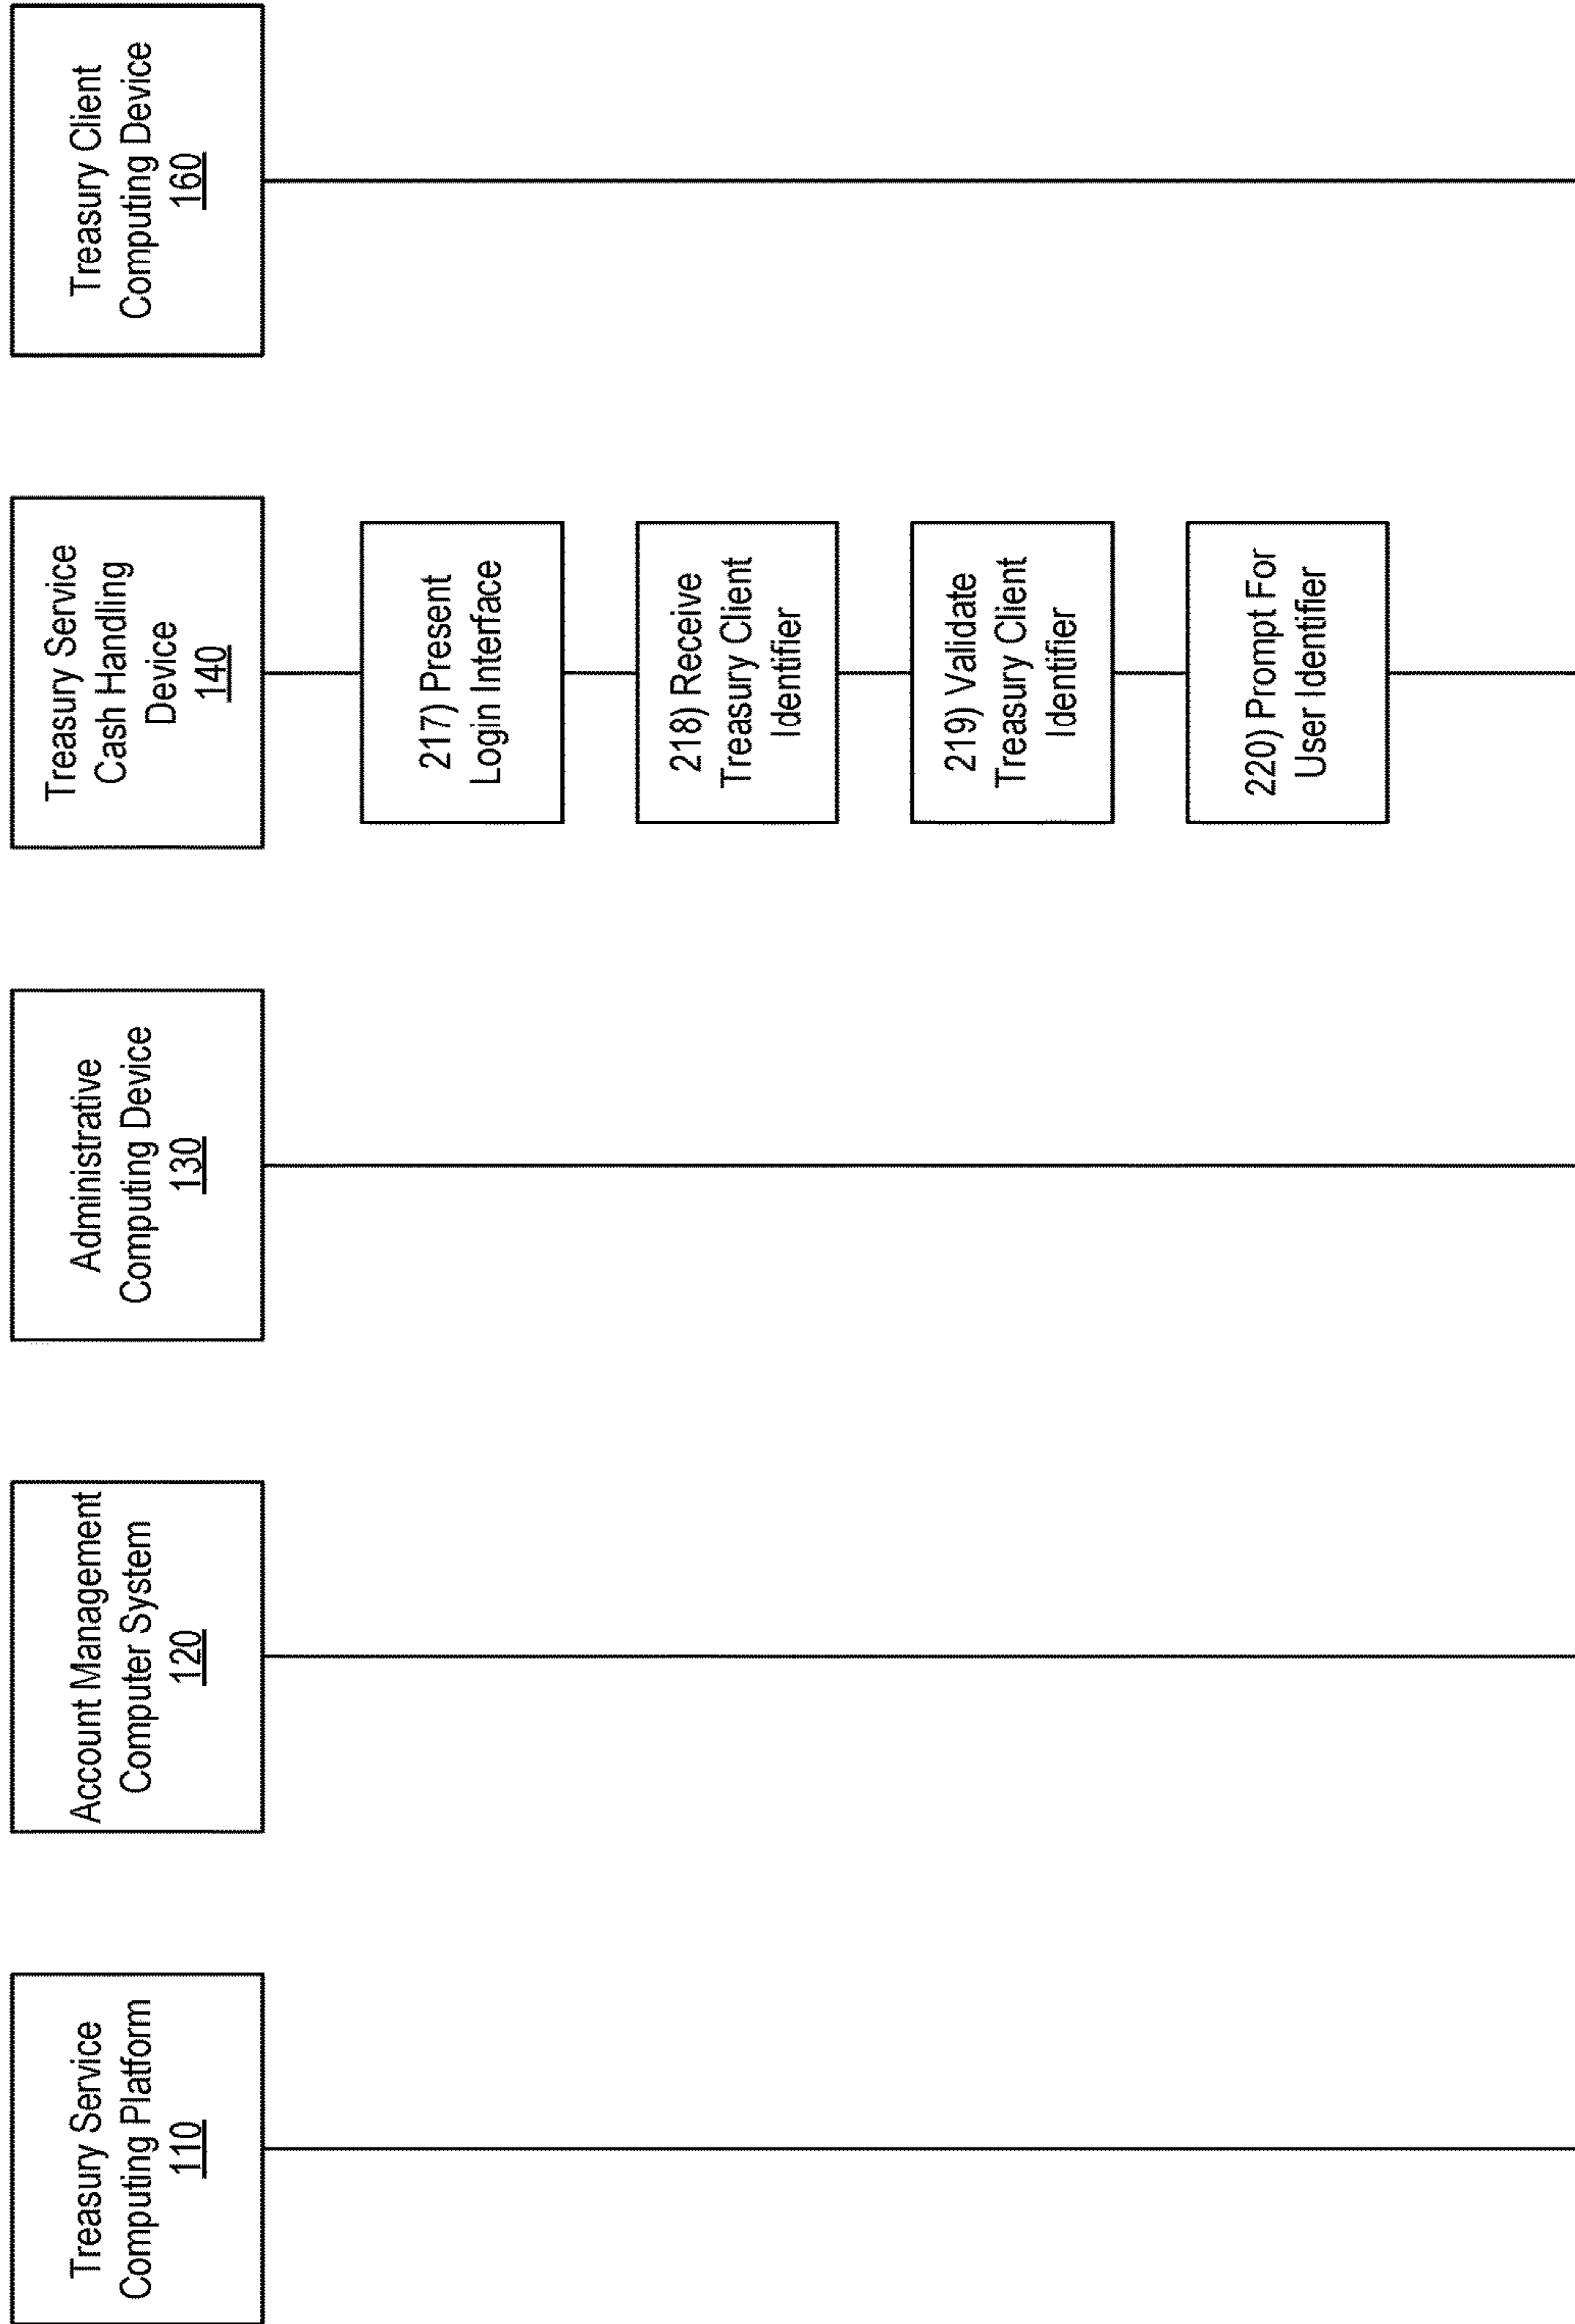 Treasury Service
Computing Platform
110
Account Management
Computer System
120
Administrative
Computing Device
130
Treasury Service
Cash Handling
Device
140
Treasury Client
Computing Device
160
217) Present
Login Interface
218) Receive
Treasury Client
Identifier
219) Validate
Treasury Client
Identifier
220) Prompt For
User Identifier